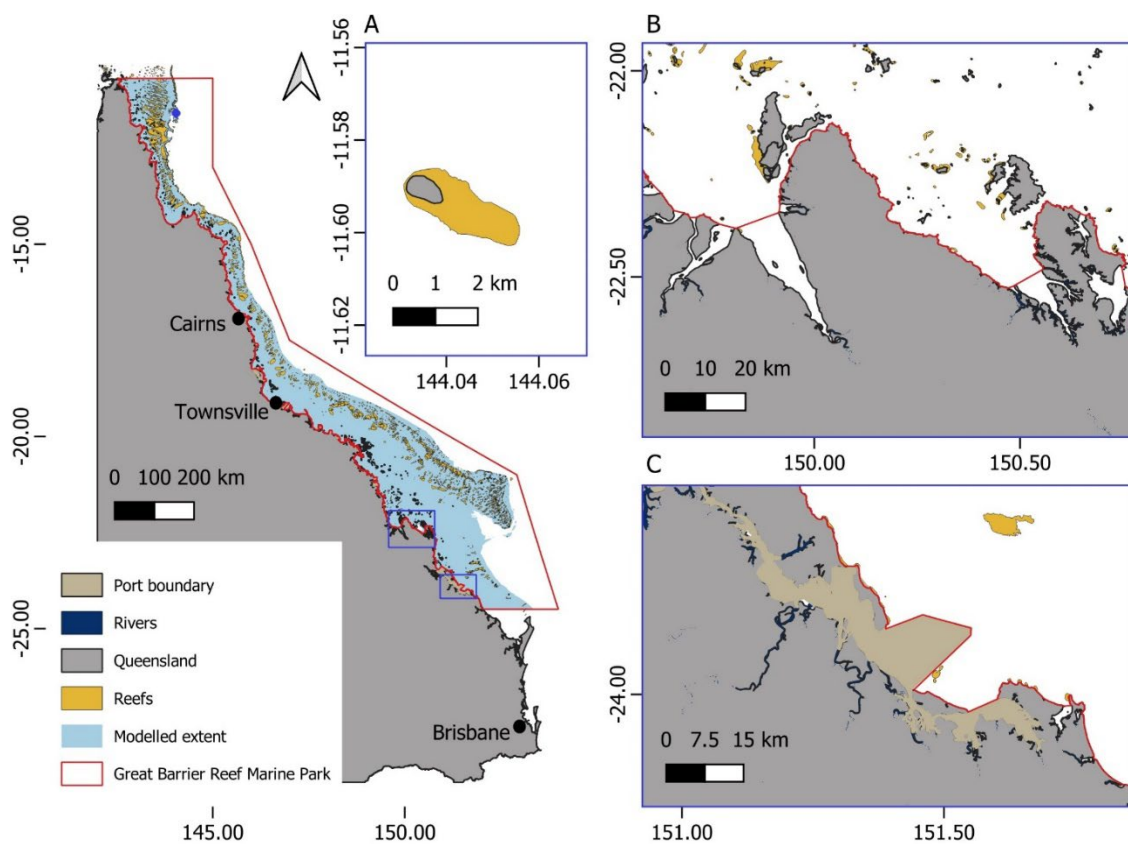 A
-11.56
-11.58
-11.60
-11.62
0 1 2 km
144.04 144.06
B
-22.00
-22.50
0 10 20 km
150.00 150.50
-15.00
-20.00
-25.00
Cairns
Townsville
0 100 200 km
Brisbane
Port boundary
Rivers
Queensland
Reefs
Modelled extent
Great Barrier Reef Marine Park
145.00 150.00
C
-24.00
0 7.5 15 km
151.00 151.50